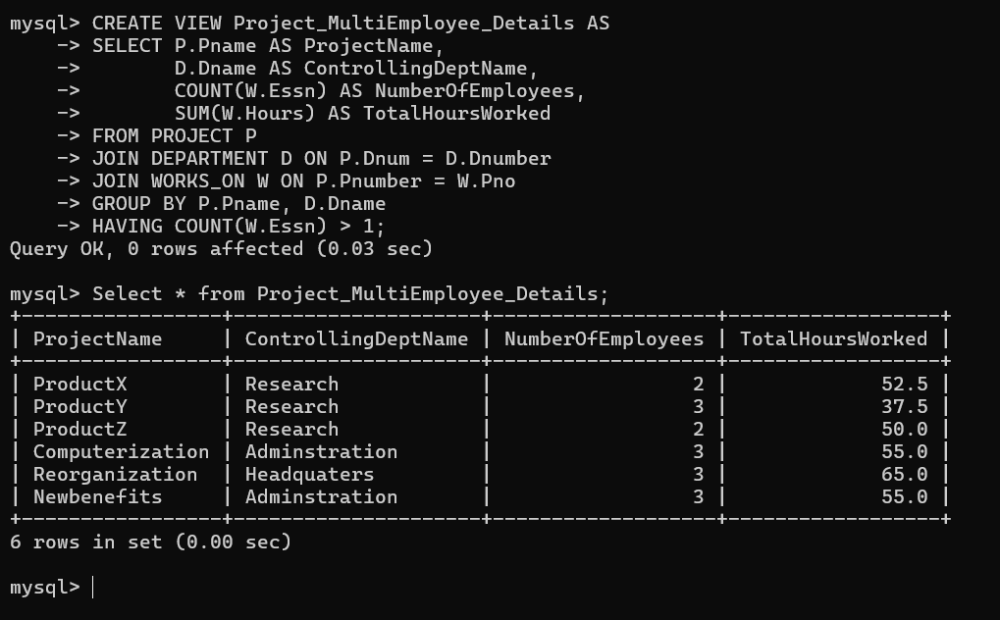 mysql> CREATE VIEW Project_MultiEmployee_Details AS
    -> SELECT P.Pname AS ProjectName,
    ->        D.Dname AS ControllingDeptName,
    ->        COUNT(W.Essn) AS NumberOfEmployees,
    ->        SUM(W.Hours) AS TotalHoursWorked
    -> FROM PROJECT P
    -> JOIN DEPARTMENT D ON P.Dnum = D.Dnumber
    -> JOIN WORKS_ON W ON P.Pnumber = W.Pno
    -> GROUP BY P.Pname, D.Dname
    -> HAVING COUNT(W.Essn) > 1;
Query OK, 0 rows affected (0.03 sec)

mysql> Select * from Project_MultiEmployee_Details;
+-----------------+---------------------+-------------------+------------------+
| ProjectName     | ControllingDeptName | NumberOfEmployees | TotalHoursWorked |
+-----------------+---------------------+-------------------+------------------+
| ProductX        | Research            |                 2 |             52.5 |
| ProductY        | Research            |                 3 |             37.5 |
| ProductZ        | Research            |                 2 |             50.0 |
| Computerization | Adminstration       |                 3 |             55.0 |
| Reorganization  | Headquaters         |                 3 |             65.0 |
| Newbenefits     | Adminstration       |                 3 |             55.0 |
+-----------------+---------------------+-------------------+------------------+
6 rows in set (0.00 sec)

mysql>